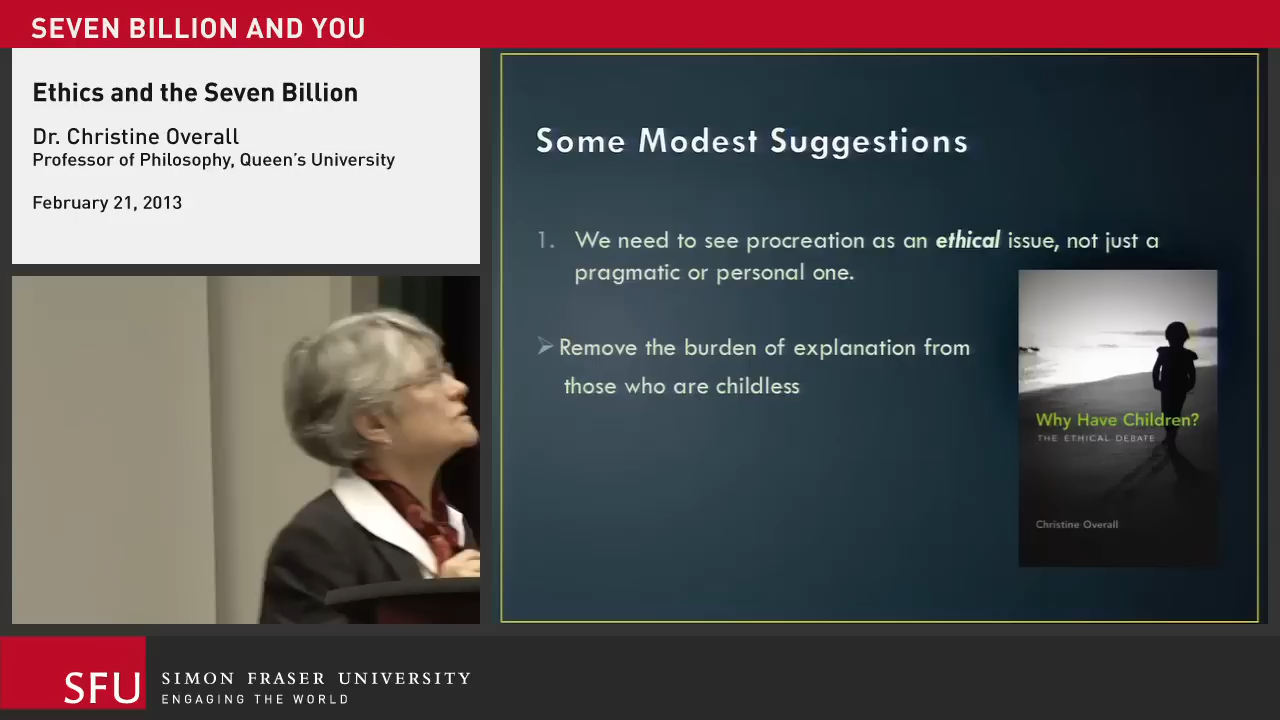 SEVEN BILLION AND YOU
Ethics and the Seven Billion
Dr. Christine Overall
Professor of Philosophy, Queen's University
February 21, 2013
Some Modest Suggestions
1. We need to see procreation as an ethical issue, not just a
pragmatic or personal one.
➢ Remove the burden of explanation from
those who are childless
Why Have Children?
THE ETHICAL DEBATE
Christine Overall
SFU
SIMON FRASER UNIVERSITY
ENGAGING THE WORLD